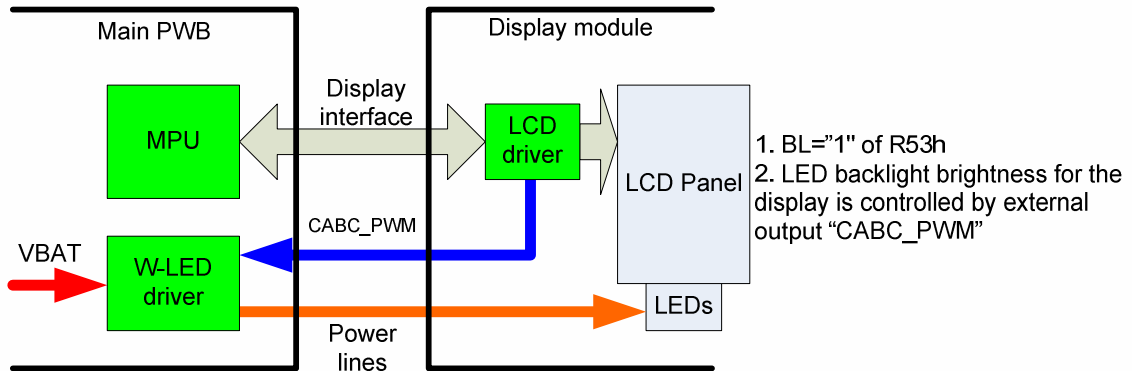 Main PWB
Display module
MPU
Display
interface
LCD
driver
LCD Panel
1. BL=”1" of R53h
2. LED backlight brightness for the
display is controlled by external
output “CABC_PWM”
CABC_PWM
VBAT
W-LED
driver
LEDs
Power
lines